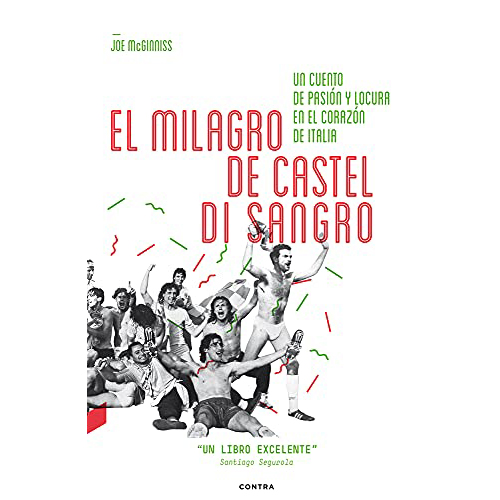 JOE McGINNISS
UN CUENTO
DE PASIÓN Y LOCURA
EN EL CORAZÓN
DE ITALIA
EL MILAGRO
DE CASTEL
DI SANGRO
“UN LIBRO EXCELENTE”
Santiago Segurola
CONTRA